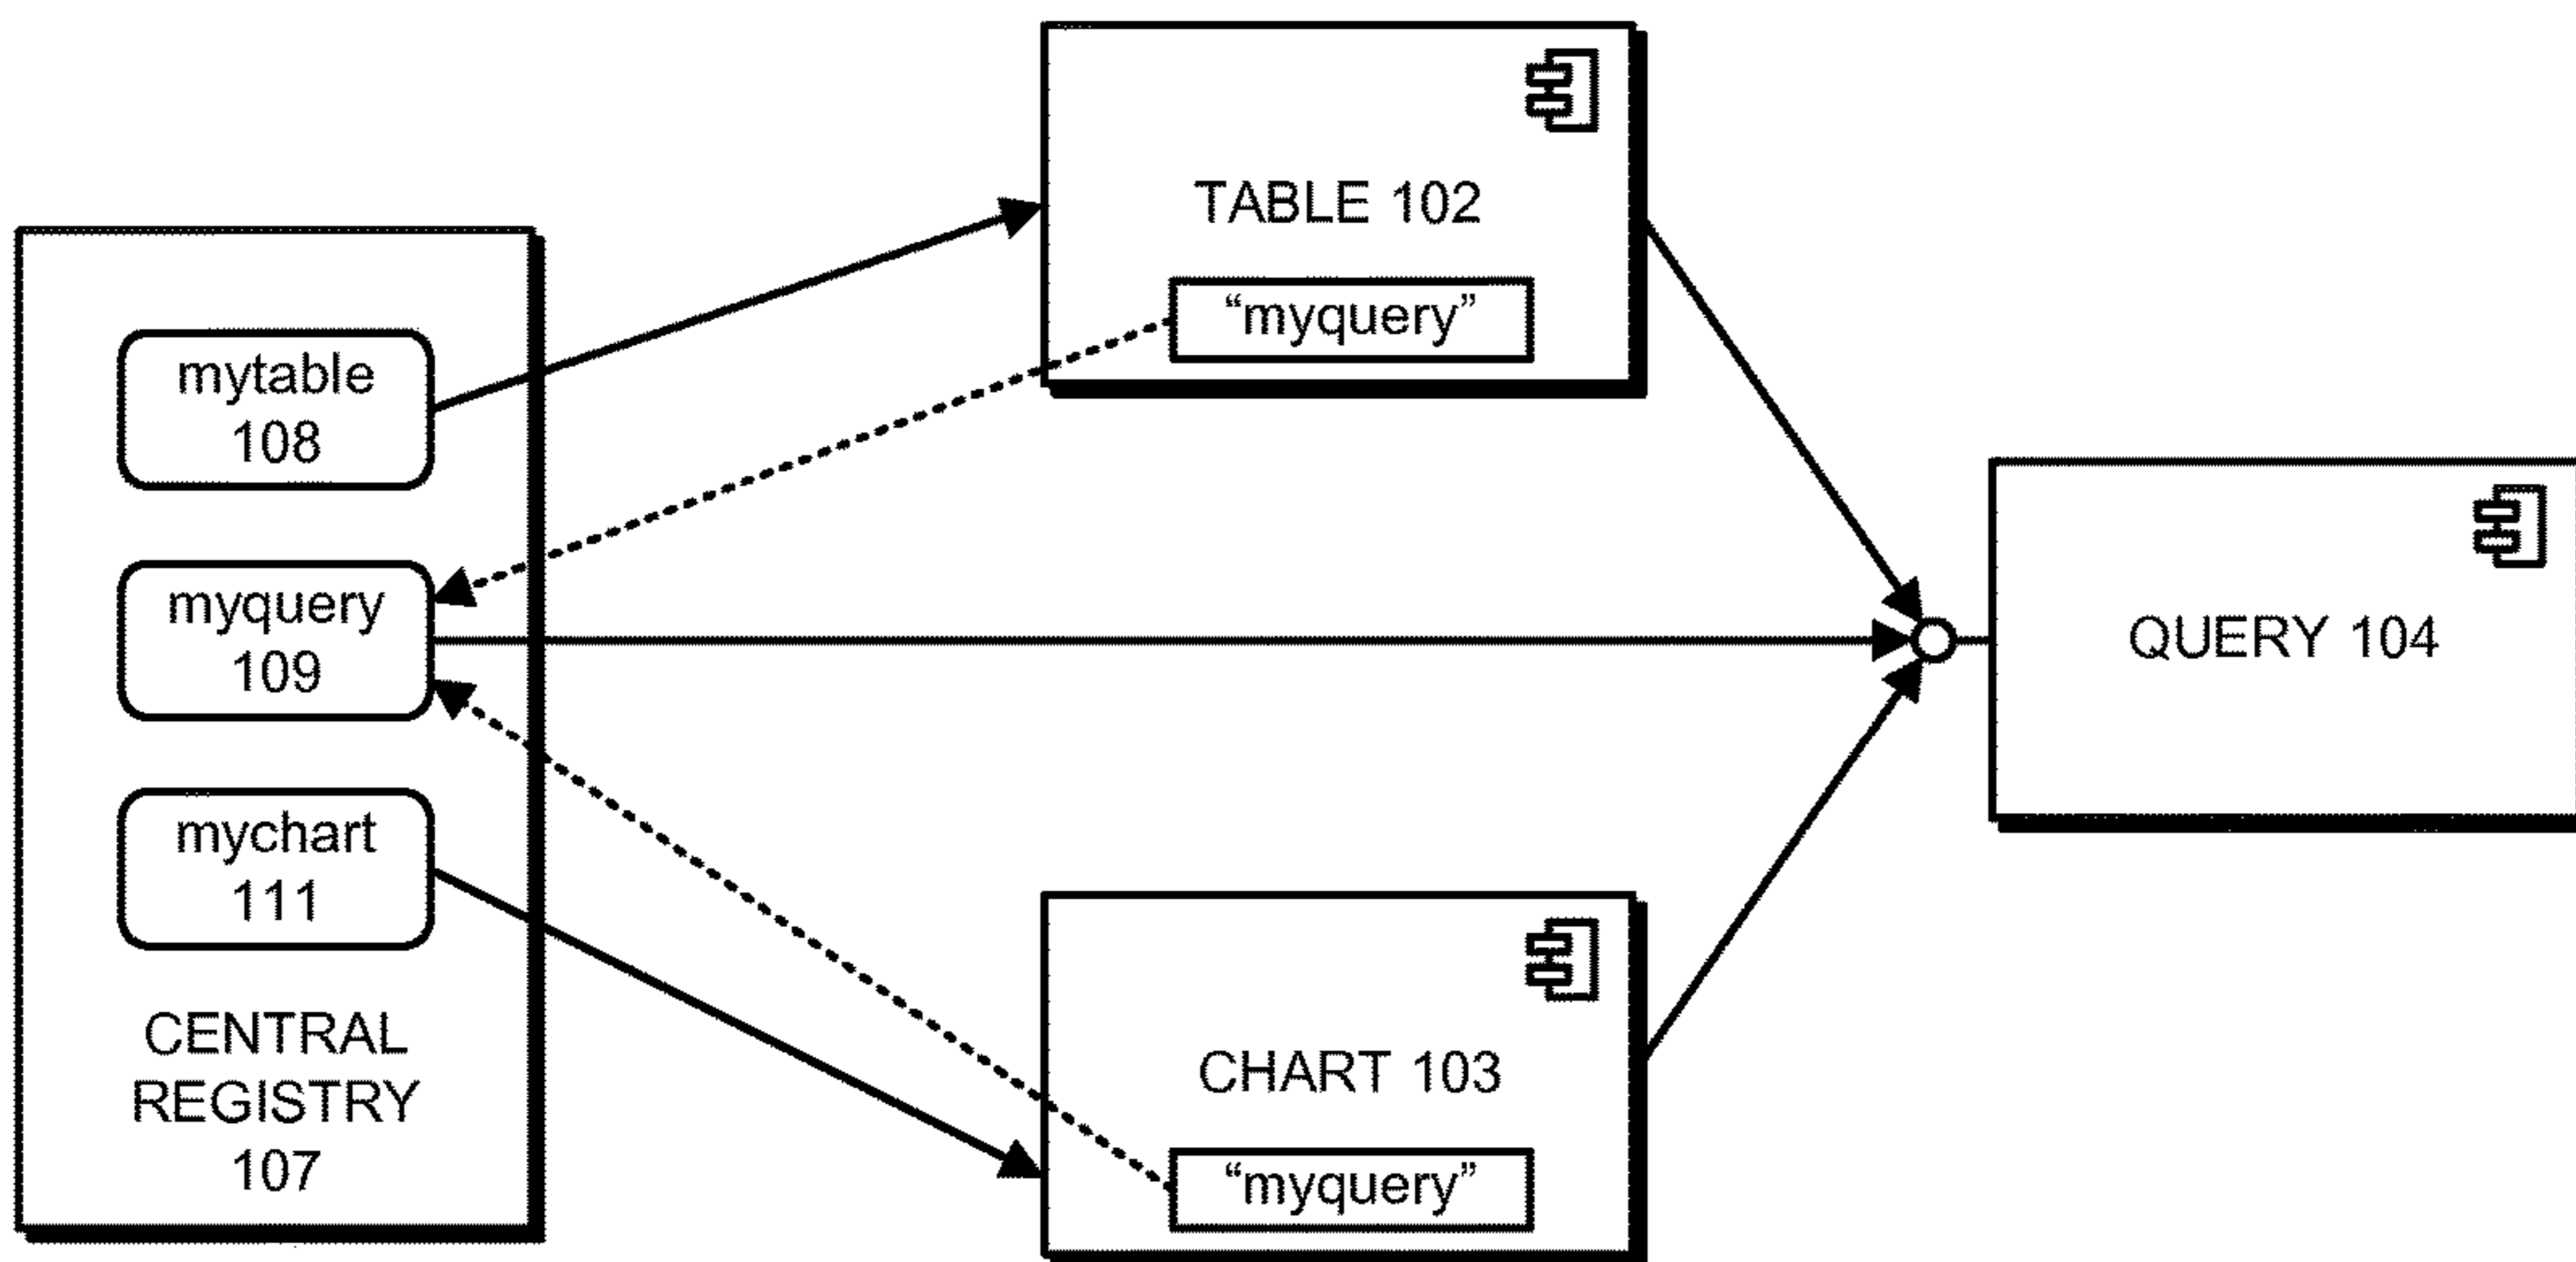 mytable
108
myquery
109
mychart
111
CENTRAL
REGISTRY
107
TABLE 102
“myquery”
CHART 103
“myquery”
QUERY 104